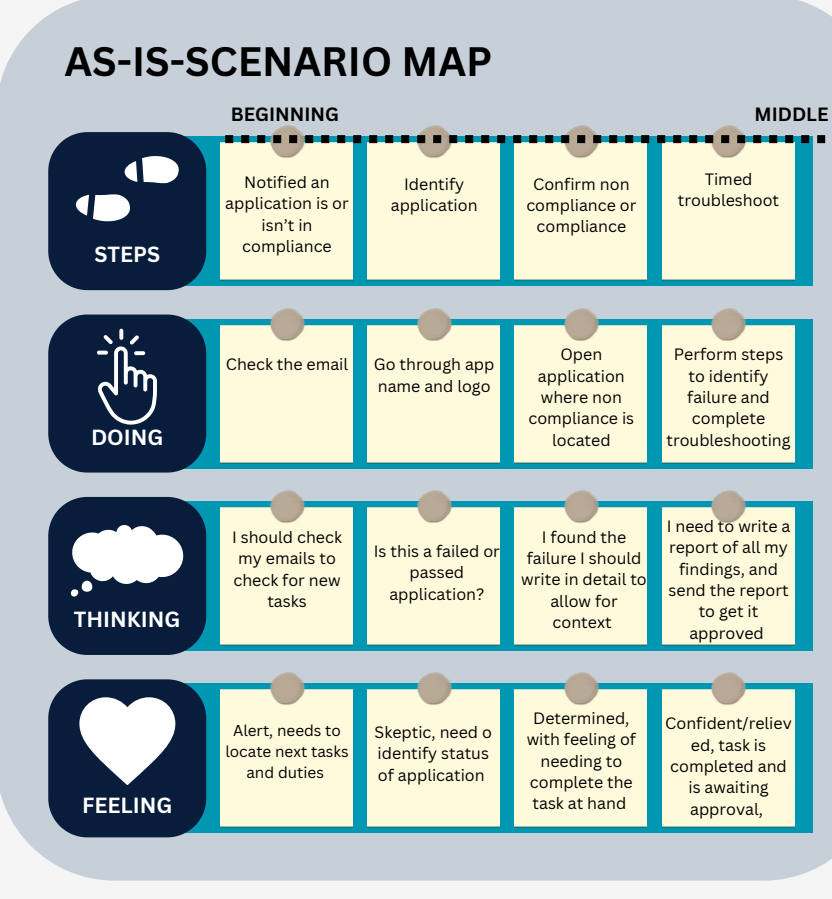 AS-IS-SCENARIO MAP
BEGINNING
MIDDLE
STEPS
Notified an
application is or
isn’t in
compliance
Identify
application
Confirm non
compliance or
compliance
Timed
troubleshoot
DOING
Check the email
Go through app
name and logo
Open
application
where non
compliance is
located
Perform steps
to identify
failure and
complete
troubleshooting
THINKING
I should check
my emails to
check for new
tasks
Is this a failed or
passed
application?
I found the
failure I should
write in detail to
allow for
context
I need to write a
report of all my
findings, and
send the report
to get it
approved
FEELING
Alert, needs to
locate next tasks
and duties
Skeptic, need o
identify status
of application
Determined,
with feeling of
needing to
complete the
task at hand
Confident/reliev
ed, task is
completed and
is awaiting
approval,